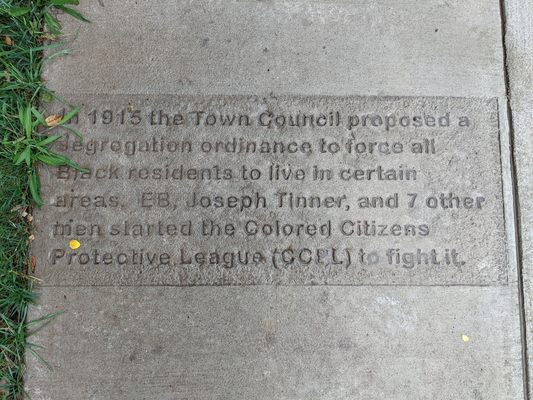 In 1915 the Town Council proposed a
segregation ordinance to force all
Black residents to live in certain
areas. EB, Joseph Tinner, and 7 other
men started the Colored Citizens
Protective League (CCPL) to fight it.